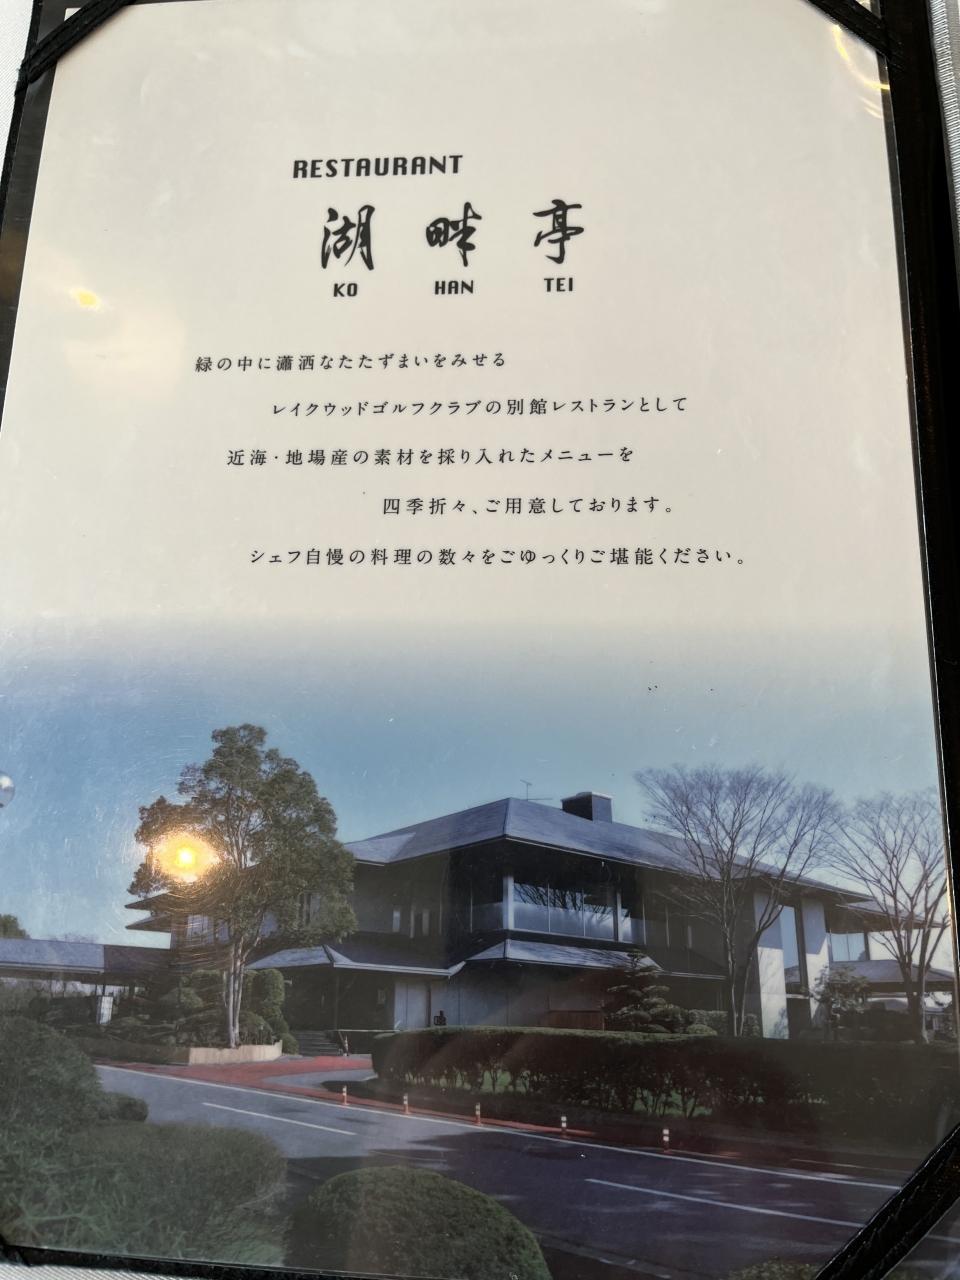 RESTAURANT
湖畔亭
KO HAN TEI
緑の中に瀟洒なたたずまいをみせる
レイクウッドゴルフクラブの別館レストランとして
近海・地場産の素材を採り入れたメニューを
四季折々、ご用意しております。
シェフ自慢の料理の数々をごゆっくりご堪能ください。